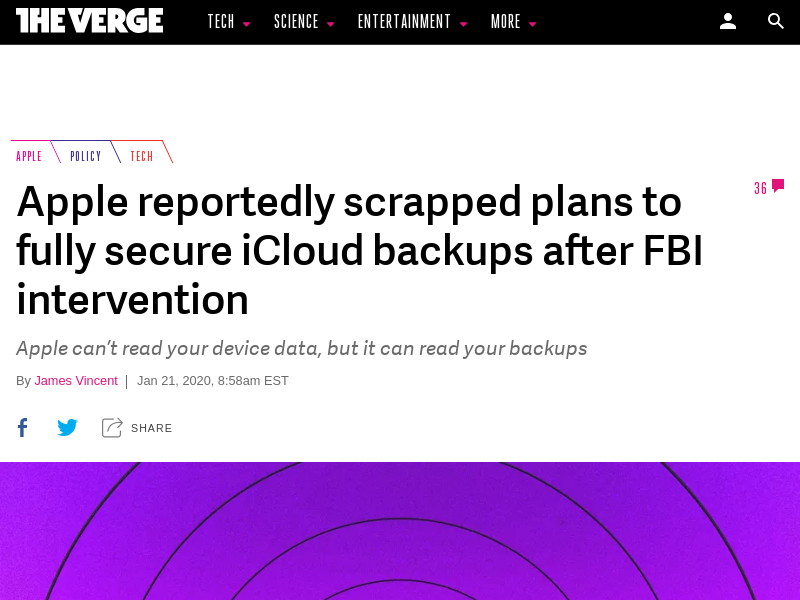 THE VERGE TECH SCIENCE ENTERTAINMENT MORE
APPLE POLICY TECH
Apple reportedly scrapped plans to
fully secure iCloud backups after FBI
intervention
36
Apple can’t read your device data, but it can read your backups
By James Vincent | Jan 21, 2020, 8:58am EST
SHARE